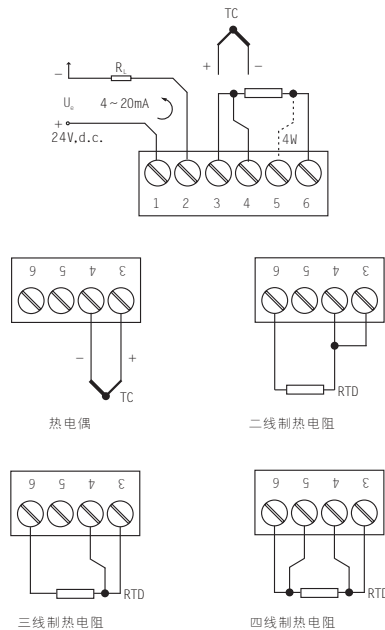 TC
R_L
−
+ −
U_e 4~20mA
+
24V.d.c.
4W
1 2 3 4 5 6
6 5 4 3
− +
TC
热电偶
6 5 4 3
RTD
二线制热电阻
6 5 4 3
RTD
三线制热电阻
6 5 4 3
RTD
四线制热电阻